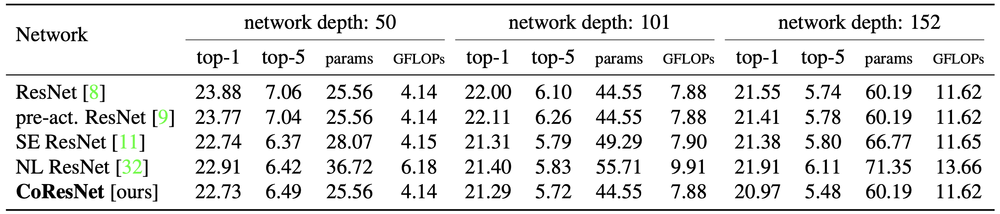 Network network depth: 50 network depth: 101 network depth: 152
top-1 top-5 params GFLOPs top-1 top-5 params GFLOPs top-1 top-5 params GFLOPs
ResNet [8] 23.88 7.06 25.56 4.14 22.00 6.10 44.55 7.88 21.55 5.74 60.19 11.62
pre-act. ResNet [9] 23.77 7.04 25.56 4.14 22.11 6.26 44.55 7.88 21.41 5.78 60.19 11.62
SE ResNet [11] 22.74 6.37 28.07 4.15 21.31 5.79 49.29 7.90 21.38 5.80 66.77 11.65
NL ResNet [32] 22.91 6.42 36.72 6.18 21.40 5.83 55.71 9.91 21.91 6.11 71.35 13.66
CoResNet [ours] 22.73 6.49 25.56 4.14 21.29 5.72 44.55 7.88 20.97 5.48 60.19 11.62